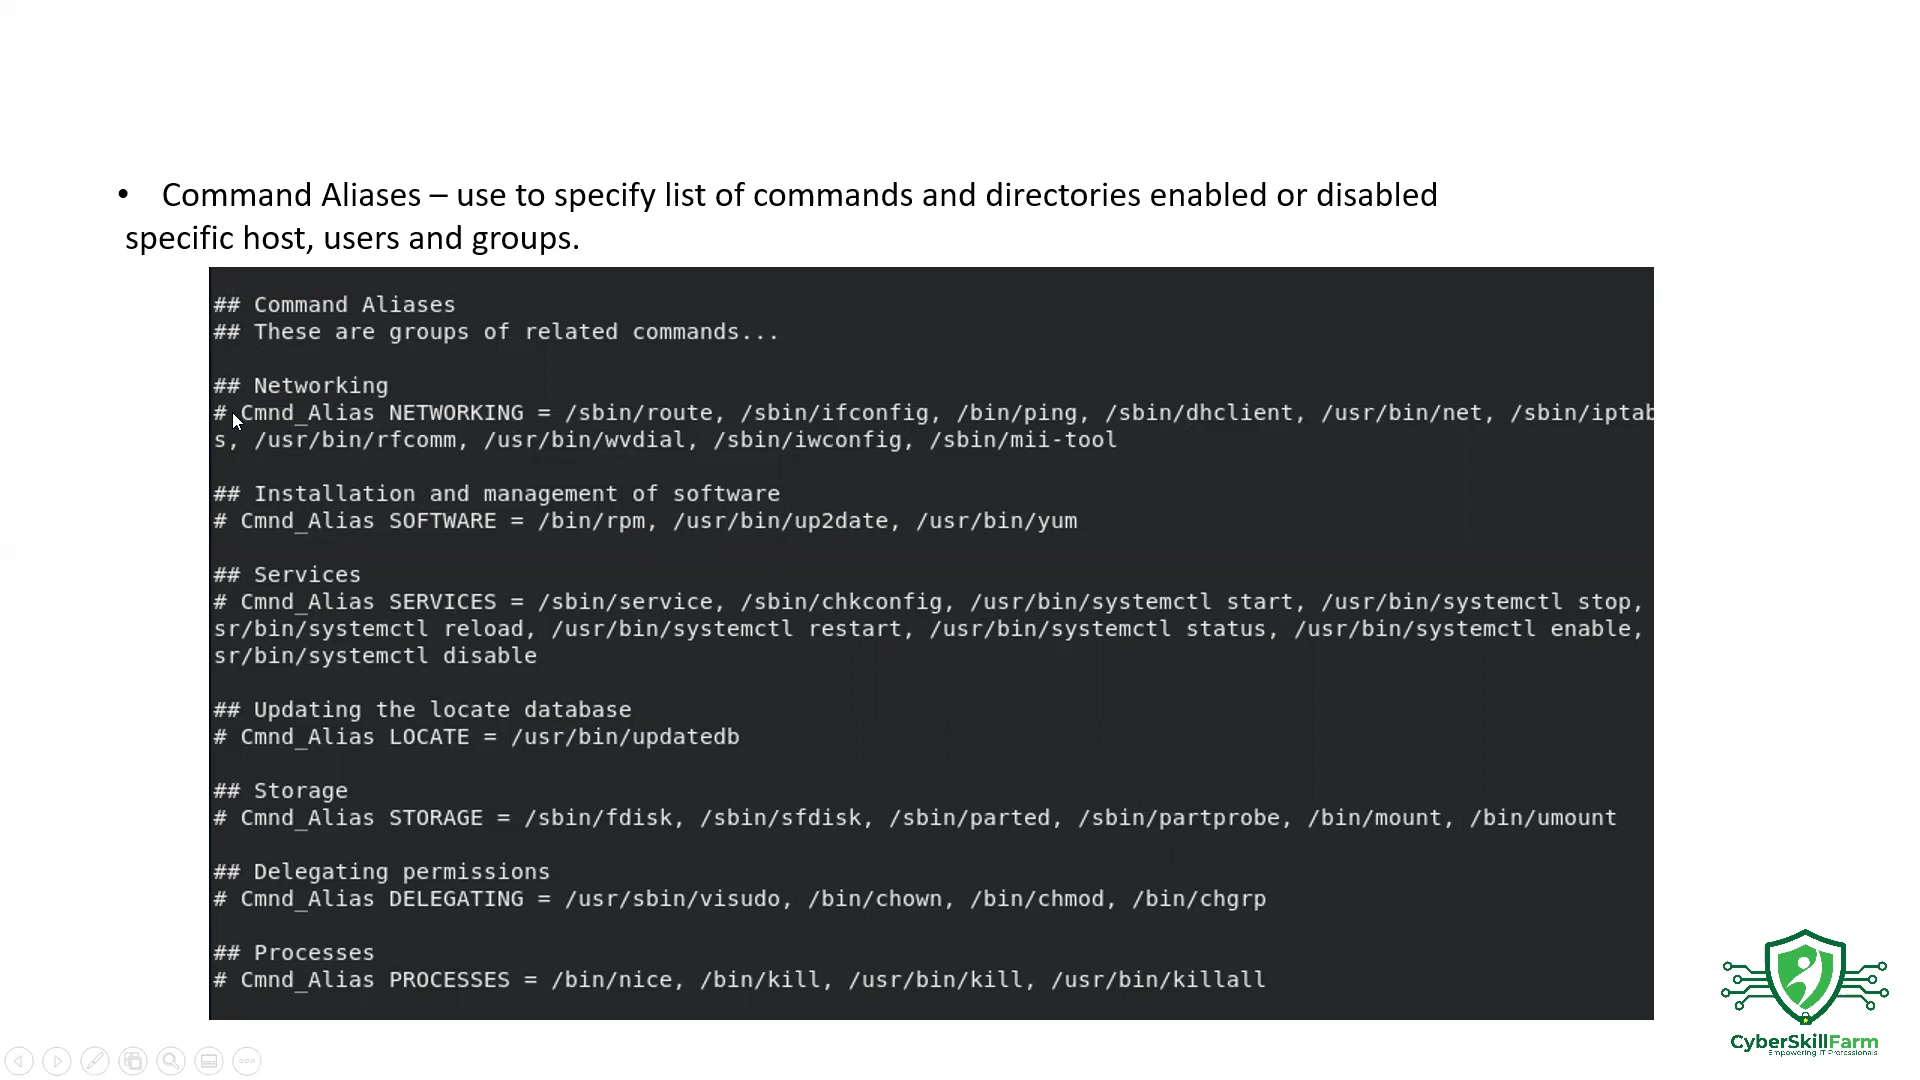 • Command Aliases – use to specify list of commands and directories enabled or disabled
specific host, users and groups.
## Command Aliases
## These are groups of related commands...
## Networking
# Cmnd_Alias NETWORKING = /sbin/route, /sbin/ifconfig, /bin/ping, /sbin/dhclient, /usr/bin/net, /sbin/iptab
s, /usr/bin/rfcomm, /usr/bin/wvdial, /sbin/iwconfig, /sbin/mii-tool
## Installation and management of software
# Cmnd_Alias SOFTWARE = /bin/rpm, /usr/bin/up2date, /usr/bin/yum
## Services
# Cmnd_Alias SERVICES = /sbin/service, /sbin/chkconfig, /usr/bin/systemctl start, /usr/bin/systemctl stop,
sr/bin/systemctl reload, /usr/bin/systemctl restart, /usr/bin/systemctl status, /usr/bin/systemctl enable,
sr/bin/systemctl disable
## Updating the locate database
# Cmnd_Alias LOCATE = /usr/bin/updatedb
## Storage
# Cmnd_Alias STORAGE = /sbin/fdisk, /sbin/sfdisk, /sbin/parted, /sbin/partprobe, /bin/mount, /bin/umount
## Delegating permissions
# Cmnd_Alias DELEGATING = /usr/sbin/visudo, /bin/chown, /bin/chmod, /bin/chgrp
## Processes
# Cmnd_Alias PROCESSES = /bin/nice, /bin/kill, /usr/bin/kill, /usr/bin/killall
CyberSkillFarm
Empowering IT Professionals